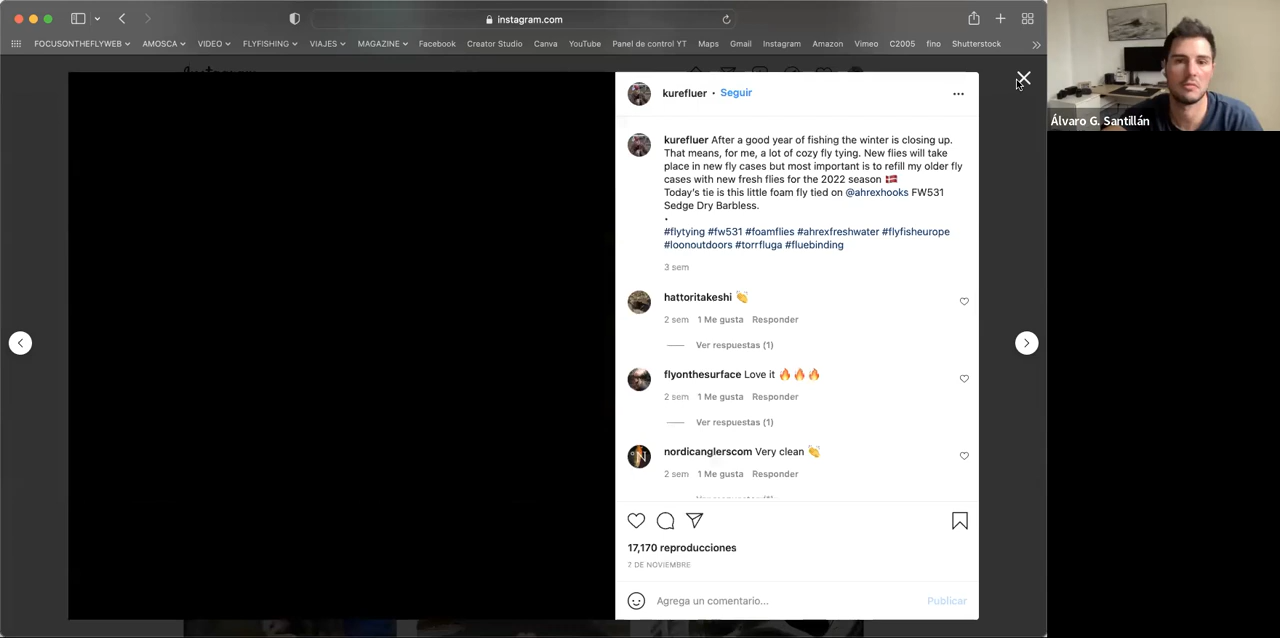 instagram.com
FOCUSONTHEFLYWEB AMOSCA VIDEO FLYFISHING VIAJES MAGAZINE Facebook Creator Studio Canva YouTube Panel de control YT Maps Gmail Instagram Amazon Vimeo C2005 fino Shutterstock
Álvaro G. Santillán
kurefluer • Seguir
kurefluer After a good year of fishing the winter is closing up.
That means, for me, a lot of cozy fly tying. New flies will take
place in new fly cases but most important is to refill my older fly
cases with new fresh flies for the 2022 season 🇩🇰
Today's tie is this little foam fly tied on @ahrexhooks FW531
Sedge Dry Barbless.
•
#flytying #fw531 #foamflies #ahrexfreshwater #flyfisheurope
#loonoutdoors #torrfluga #fluebinding
3 sem
hattoritakeshi 👏
2 sem 1 Me gusta Responder
Ver respuestas (1)
flyonthesurface Love it 🔥🔥🔥
2 sem 1 Me gusta Responder
Ver respuestas (1)
nordicanglerscom Very clean 👏
2 sem 1 Me gusta Responder
17,170 reproducciones
7 DE NOVIEMBRE
Agrega un comentario... Publicar